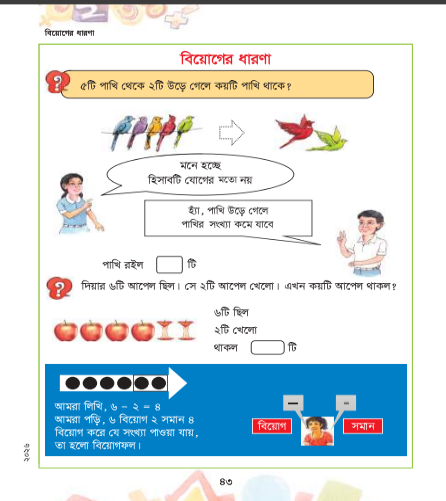 বিয়োগের ধারণা
বিয়োগের ধারণা
৫টি পাখি থেকে ২টি উড়ে গেলে কয়টি পাখি থাকে?
মনে হচ্ছে
হিসাবটি যোগের মতো নয়
হ্যা, পাখি উড়ে গেলে
পাখির সংখ্যা কমে যাবে
পাখি রইল টি
দিয়ার ৬টি আপেল ছিল। সে ২টি আপেল খেলো। এখন কয়টি আপেল থাকল?
৬টি ছিল
২টি খেলো
থাকল টি
আমরা লিখি, ৬ − ২ = ৪
আমরা পড়ি, ৬ বিয়োগ ২ সমান ৪
বিয়োগ করে যে সংখ্যা পাওয়া যায়,
তা হলো বিয়োগফল।
− =
বিয়োগ সমান
২০২৬
৪৩